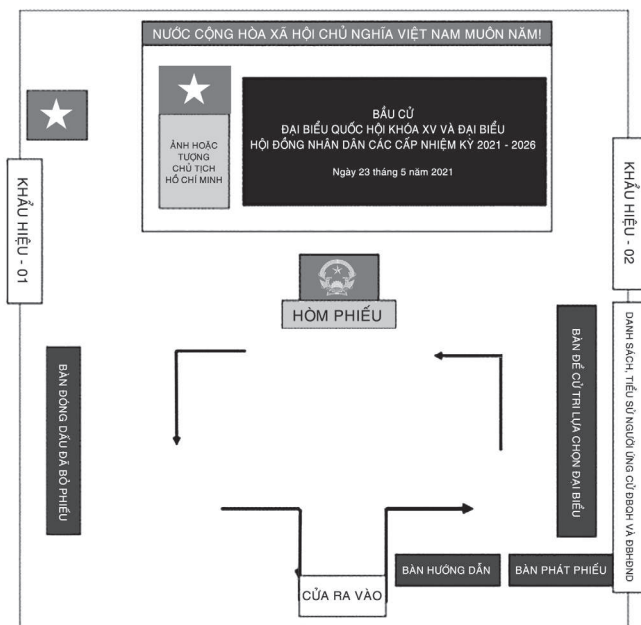 NƯỚC CỘNG HÒA XÃ HỘI CHỦ NGHĨA VIỆT NAM MUÔN NĂM!
ẢNH HOẶC
TƯỢNG
CHỦ TỊCH
HỒ CHÍ MINH
BẦU CỬ
ĐẠI BIỂU QUỐC HỘI KHÓA XV VÀ ĐẠI BIỂU
HỘI ĐỒNG NHÂN DÂN CÁC CẤP NHIỆM KỲ 2021 - 2026
Ngày 23 tháng 5 năm 2021
KHẨU HIỆU - 01
KHẨU HIỆU - 02
HÒM PHIẾU
BÀN ĐÓNG DẤU ĐÃ BỎ PHIẾU
BÀN ĐỂ CỬ TRI LỰA CHỌN ĐẠI BIỂU
DANH SÁCH, TIỂU SỬ NGƯỜI ỨNG CỬ ĐBQH VÀ ĐBHĐND
BÀN HƯỚNG DẪN
BÀN PHÁT PHIẾU
CỬA RA VÀO